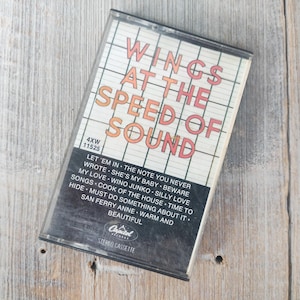 WINGS
AT THE
SPEED OF
SOUND
4XW
11525
LET 'EM IN • THE NOTE YOU NEVER
WROTE • SHE'S MY BABY • BEWARE
MY LOVE • WINO JUNKO • SILLY LOVE
SONGS • COOK OF THE HOUSE • TIME TO
HIDE • MUST DO SOMETHING ABOUT IT •
SAN FERRY ANNE • WARM AND
BEAUTIFUL
Capitol
STEREO CASSETTE